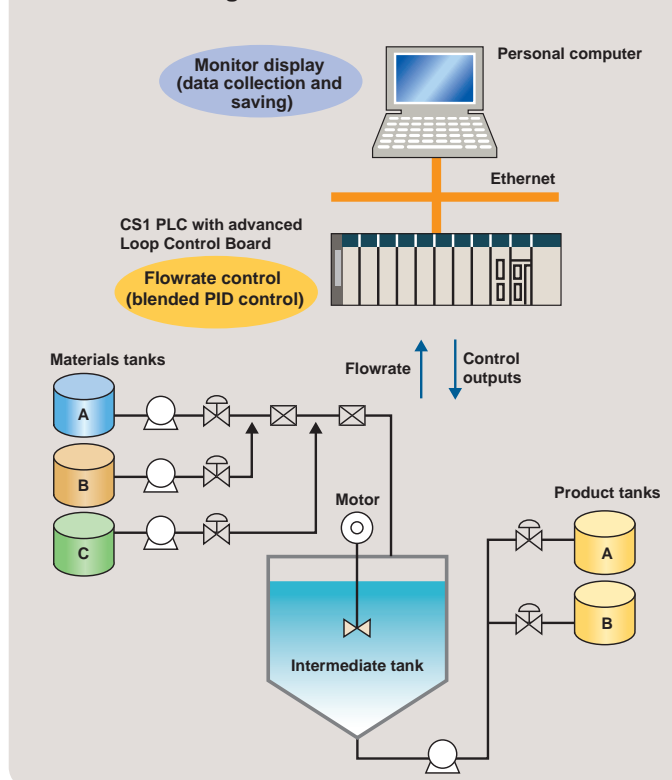 Monitor display
(data collection and
saving)
Personal computer
Ethernet
CS1 PLC with advanced
Loop Control Board
Flowrate control
(blended PID control)
Flowrate
Control
outputs
Materials tanks
A
B
C
Motor
Intermediate tank
Product tanks
A
B